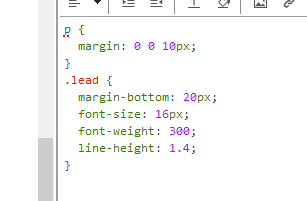 p {
  margin: 0 0 10px;
}
.lead {
  margin-bottom: 20px;
  font-size: 16px;
  font-weight: 300;
  line-height: 1.4;
}